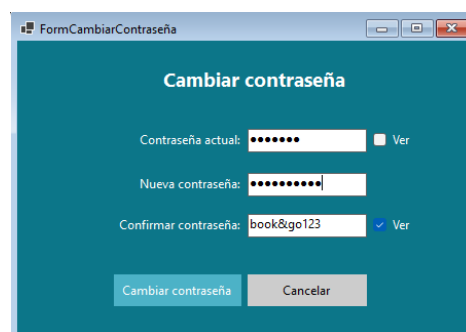 FormCambiarContraseña
Cambiar contraseña
Contraseña actual: ●●●●●●● Ver
Nueva contraseña: ●●●●●●●●●●
Confirmar contraseña: book&go123 Ver
Cambiar contraseña Cancelar